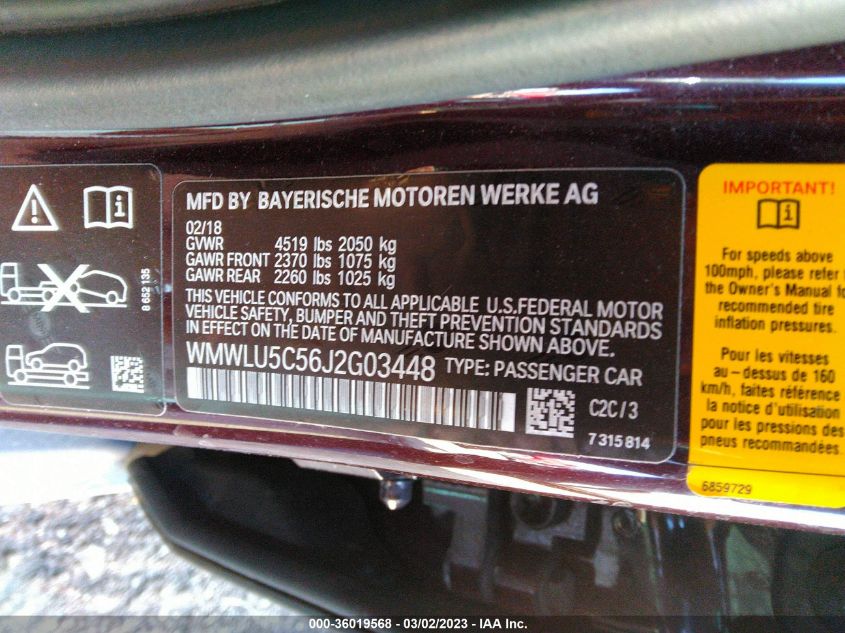 8 652 135
MFD BY BAYERISCHE MOTOREN WERKE AG
02/18
GVWR 4519 lbs 2050 kg
GAWR FRONT 2370 lbs 1075 kg
GAWR REAR 2260 lbs 1025 kg
THIS VEHICLE CONFORMS TO ALL APPLICABLE U.S.FEDERAL MOTOR
VEHICLE SAFETY, BUMPER AND THEFT PREVENTION STANDARDS
IN EFFECT ON THE DATE OF MANUFACTURE SHOWN ABOVE.
WMWLU5C56J2G03448 TYPE: PASSENGER CAR
C2C/3
7 315 814
IMPORTANT!
For speeds above
100mph, please refer
the Owner's Manual
recommended tire
inflation pressures.
Pour les vitesses
au-dessus de 160
km/h, faites référence
la notice d'utilisation
pour les pressions des
pneus recommandées.
6859729
000-36019568 - 03/02/2023 - IAA Inc.